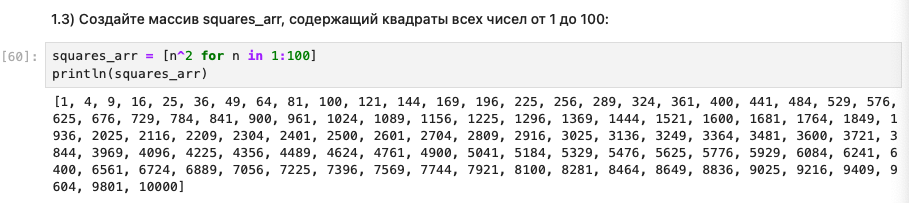 1.3) Создайте массив squares_arr, содержащий квадраты всех чисел от 1 до 100:
[60]: squares_arr = [n^2 for n in 1:100]
println(squares_arr)
[1, 4, 9, 16, 25, 36, 49, 64, 81, 100, 121, 144, 169, 196, 225, 256, 289, 324, 361, 400, 441, 484, 529, 576,
625, 676, 729, 784, 841, 900, 961, 1024, 1089, 1156, 1225, 1296, 1369, 1444, 1521, 1600, 1681, 1764, 1849, 1
936, 2025, 2116, 2209, 2304, 2401, 2500, 2601, 2704, 2809, 2916, 3025, 3136, 3249, 3364, 3481, 3600, 3721, 3
844, 3969, 4096, 4225, 4356, 4489, 4624, 4761, 4900, 5041, 5184, 5329, 5476, 5625, 5776, 5929, 6084, 6241, 6
400, 6561, 6724, 6889, 7056, 7225, 7396, 7569, 7744, 7921, 8100, 8281, 8464, 8649, 8836, 9025, 9216, 9409, 9
604, 9801, 10000]